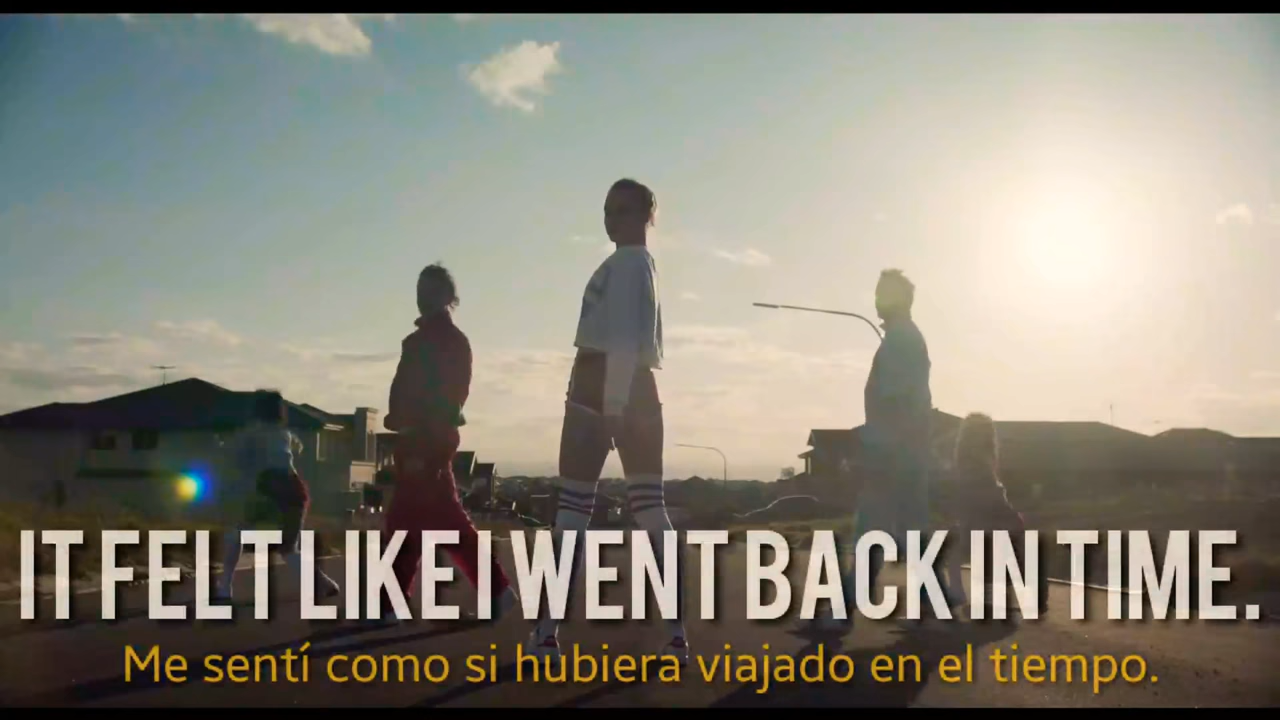 IT FELT LIKE I WENT BACK IN TIME.
Me sentí como si hubiera viajado en el tiempo.